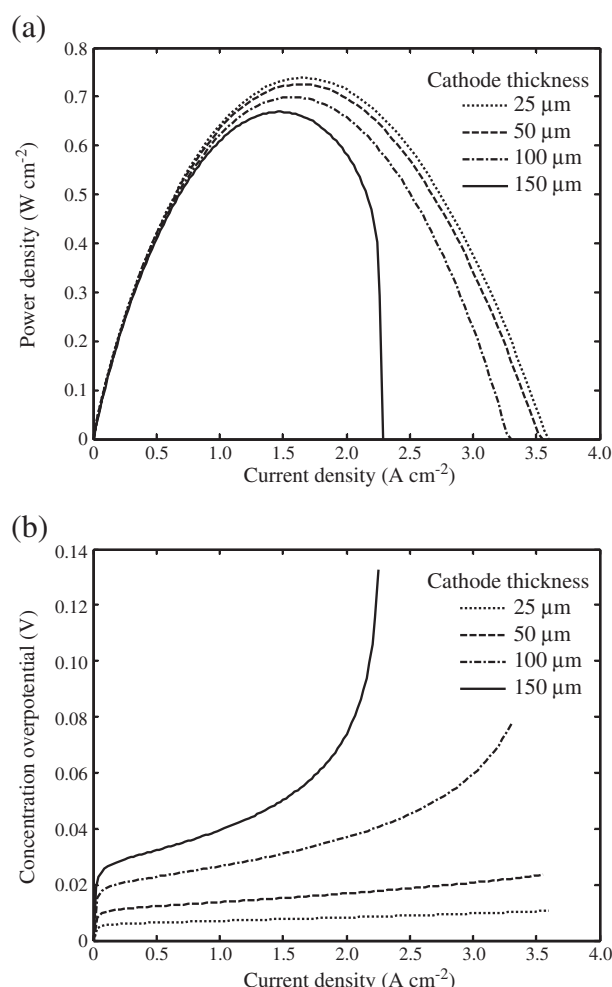 (a)
0.8
0.7
0.6
0.5
0.4
0.3
0.2
0.1
0
Power density (W cm-2)
Cathode thickness
25 µm
50 µm
100 µm
150 µm
0 0.5 1.0 1.5 2.0 2.5 3.0 3.5 4.0
Current density (A cm-2)
(b)
0.14
0.12
0.10
0.08
0.06
0.04
0.02
0
Concentration overpotential (V)
Cathode thickness
25 µm
50 µm
100 µm
150 µm
0 0.5 1.0 1.5 2.0 2.5 3.0 3.5 4.0
Current density (A cm-2)